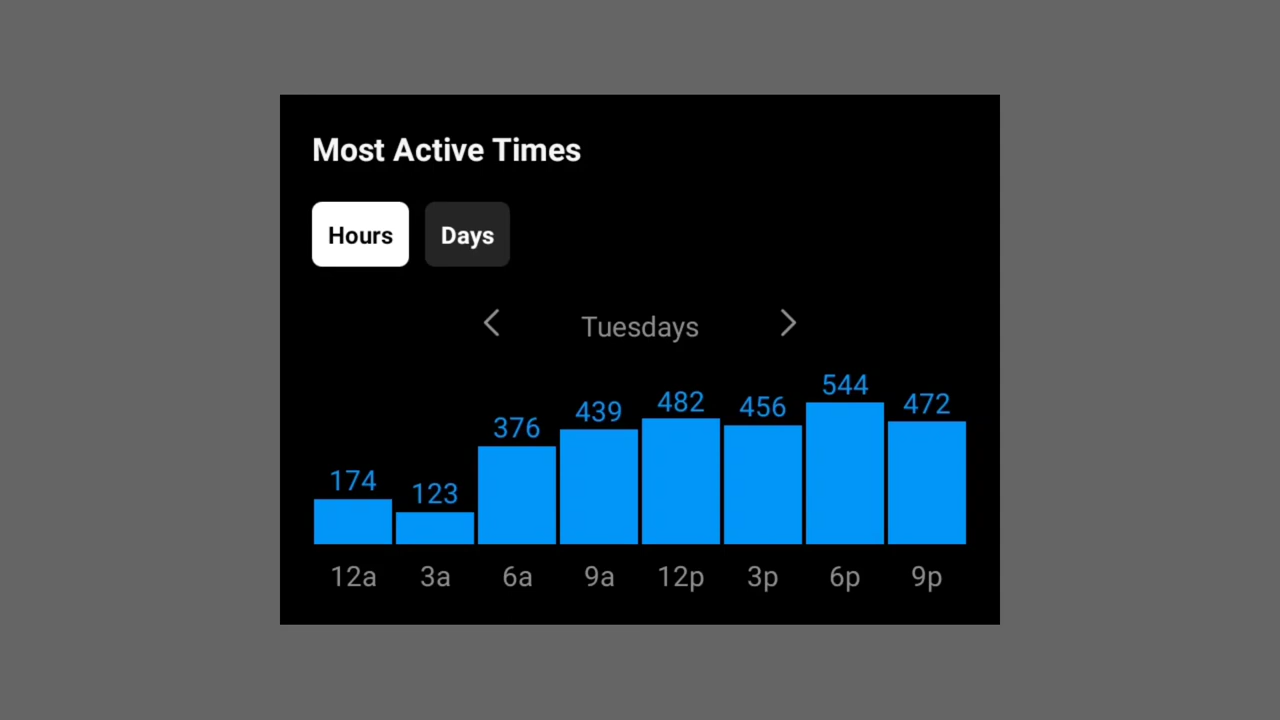 Most Active Times
Hours Days
Tuesdays
174 123 376 439 482 456 544 472
12a 3a 6a 9a 12p 3p 6p 9p